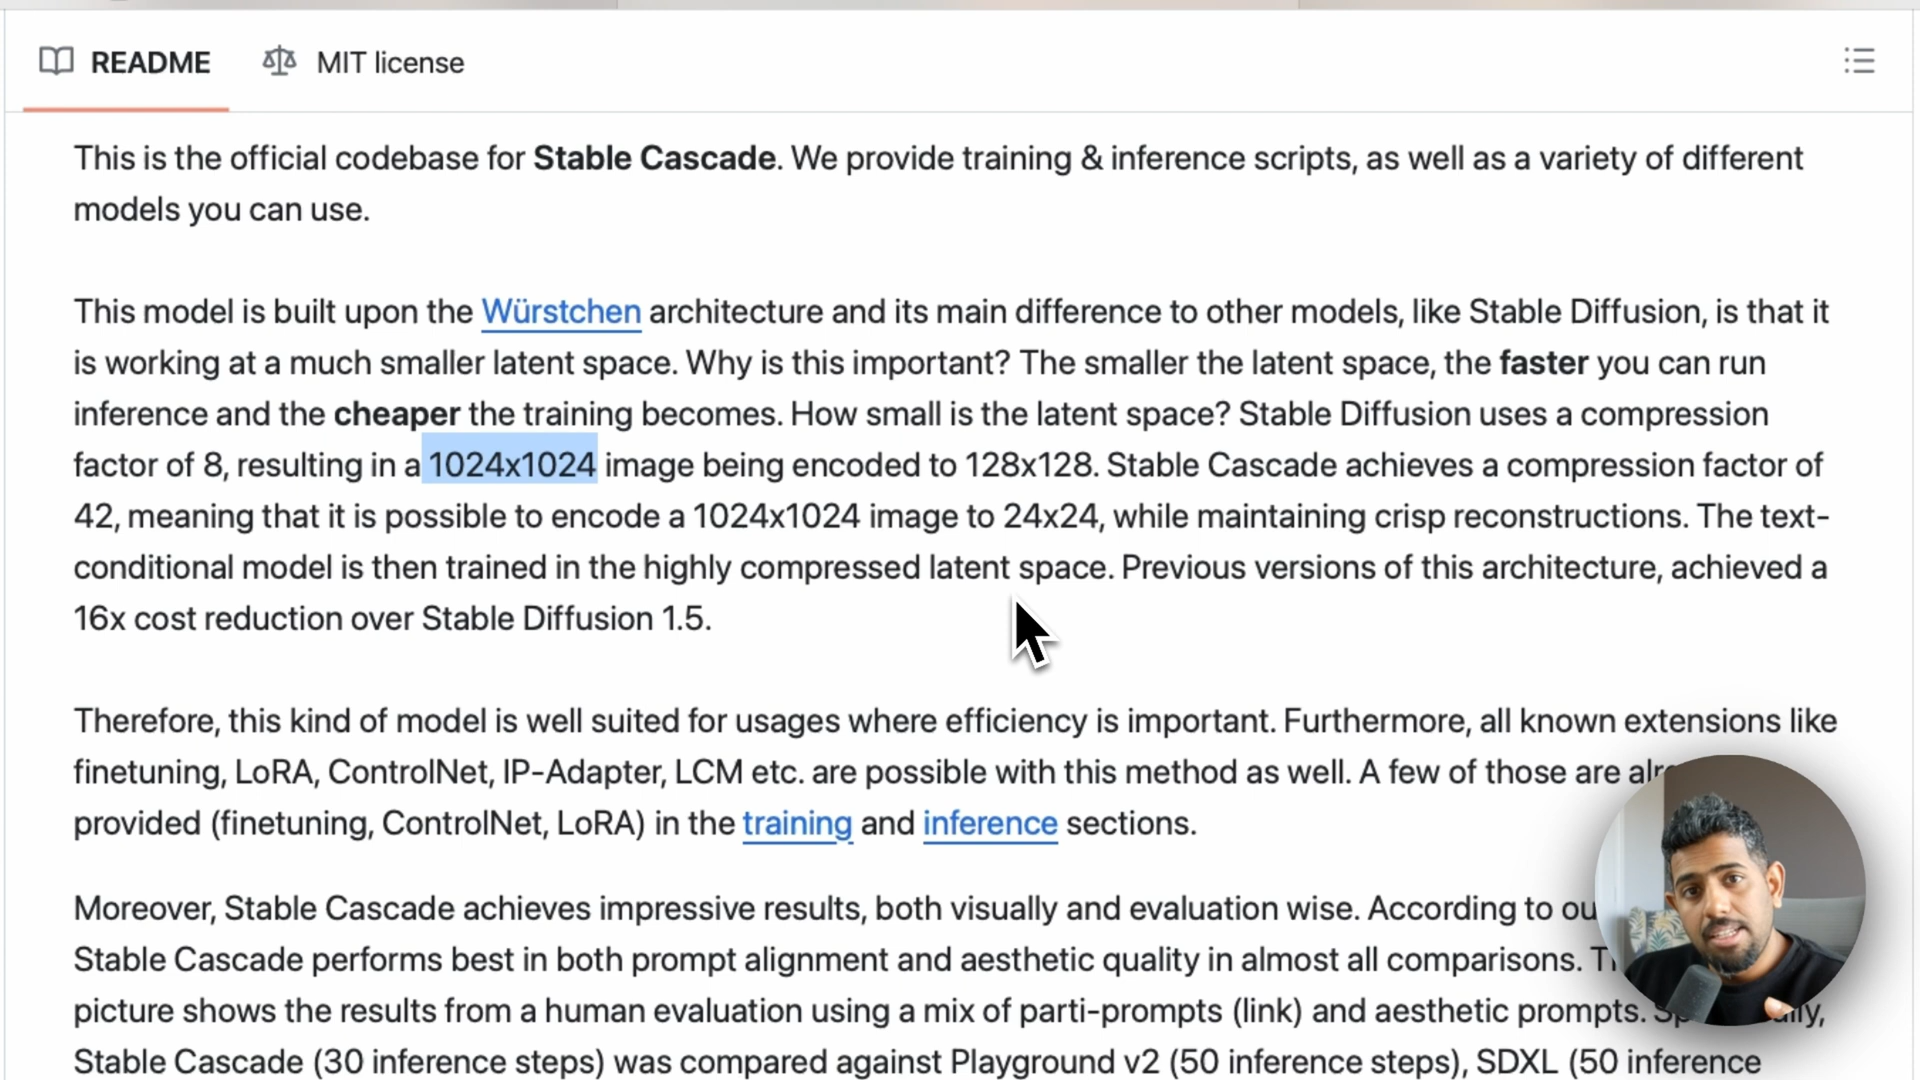 README MIT license
This is the official codebase for Stable Cascade. We provide training & inference scripts, as well as a variety of different
models you can use.
This model is built upon the Würstchen architecture and its main difference to other models, like Stable Diffusion, is that it
is working at a much smaller latent space. Why is this important? The smaller the latent space, the faster you can run
inference and the cheaper the training becomes. How small is the latent space? Stable Diffusion uses a compression
factor of 8, resulting in a 1024x1024 image being encoded to 128x128. Stable Cascade achieves a compression factor of
42, meaning that it is possible to encode a 1024x1024 image to 24x24, while maintaining crisp reconstructions. The text-
conditional model is then trained in the highly compressed latent space. Previous versions of this architecture, achieved a
16x cost reduction over Stable Diffusion 1.5.
Therefore, this kind of model is well suited for usages where efficiency is important. Furthermore, all known extensions like
finetuning, LoRA, ControlNet, IP-Adapter, LCM etc. are possible with this method as well. A few of those are
provided (finetuning, ControlNet, LoRA) in the training and inference sections.
Moreover, Stable Cascade achieves impressive results, both visually and evaluation wise. According to
Stable Cascade performs best in both prompt alignment and aesthetic quality in almost all comparisons.
picture shows the results from a human evaluation using a mix of parti-prompts (link) and aesthetic prompts.
Stable Cascade (30 inference steps) was compared against Playground v2 (50 inference steps), SDXL (50 inference